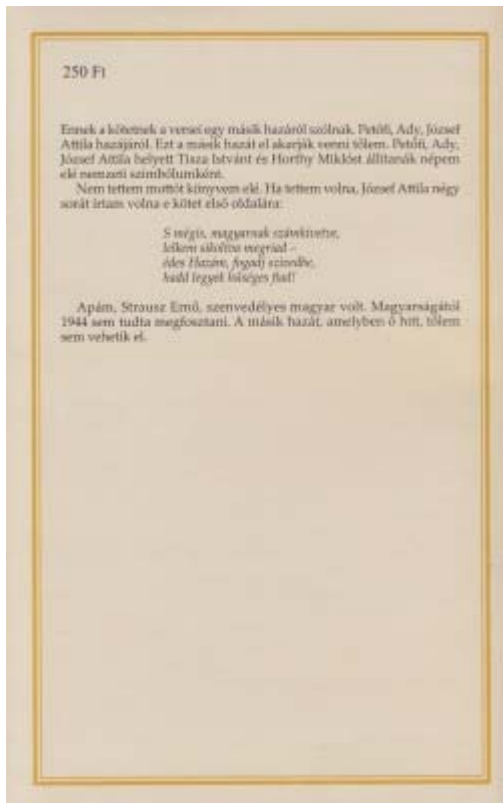 250 Ft
Ennek a kötetnek a versei egy másik hazáról szólnak. Petőfi, Ady, József
Attila hazájáról. Ezt a másik hazát el akarják venni tőlem. Petőfi, Ady,
József Attila helyett Tisza Istvánt és Horthy Miklóst állítanák népem
elé nemzeti szimbólumként.
Nem tettem mottót könyvem elé. Ha tettem volna, József Attila négy
sorát írtam volna e kötet első oldalára:
S mégis, magyarnak számkivetve,
lelkem sikoltva megriad –
édes Hazám, fogadj szivedbe,
hadd legyek hűséges fiad!
Apám, Strausz Ernő, szenvedélyes magyar volt. Magyarságától
1944 sem tudta megfosztani. A másik hazát, amelyben ő hitt, tőlem
sem vehetik el.